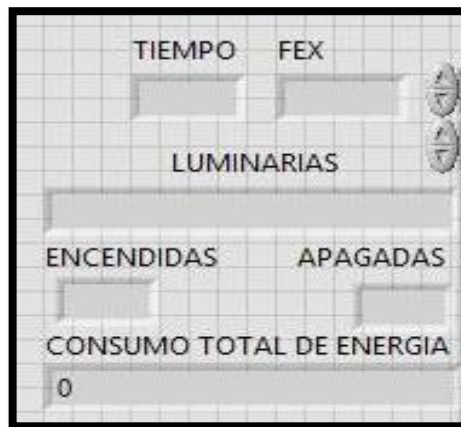 TIEMPO FEX
LUMINARIAS
ENCENDIDAS APAGADAS
CONSUMO TOTAL DE ENERGIA
0